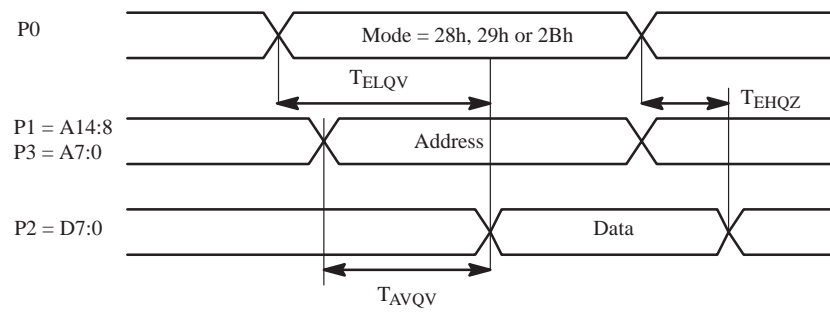 P0
Mode = 28h, 29h or 2Bh
TELQV
TEHQZ
P1 = A14:8
P3 = A7:0
Address
P2 = D7:0
Data
TAVQV